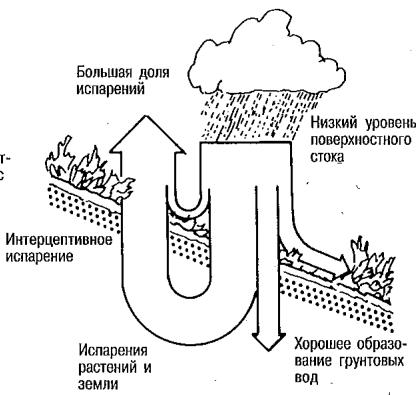 Большая доля
испарений
Низкий уровень
поверхностного
стока
т-
с
Интерцептивное
испарение
Испарения
растений и
земли
Хорошее образо-
вание грунтовых
вод